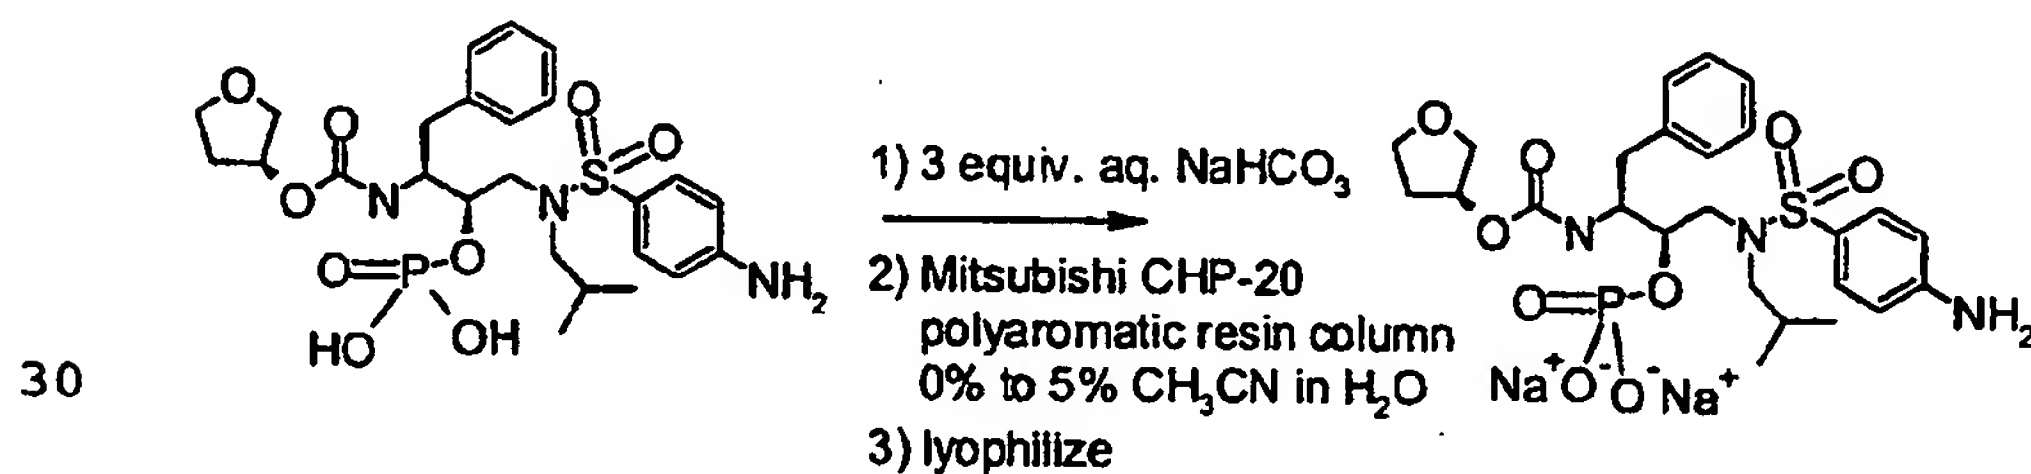 O
O
O
O
O
N
N
S
O
O
O=P-O
HO
OH
NH₂
1) 3 equiv. aq. NaHCO₃
2) Mitsubishi CHP-20
polyaromatic resin column
0% to 5% CH₃CN in H₂O
3) lyophilize
O
O
O
O
O
N
N
S
O=P-O
Na⁺O⁻ O⁻Na⁺
NH₂
30